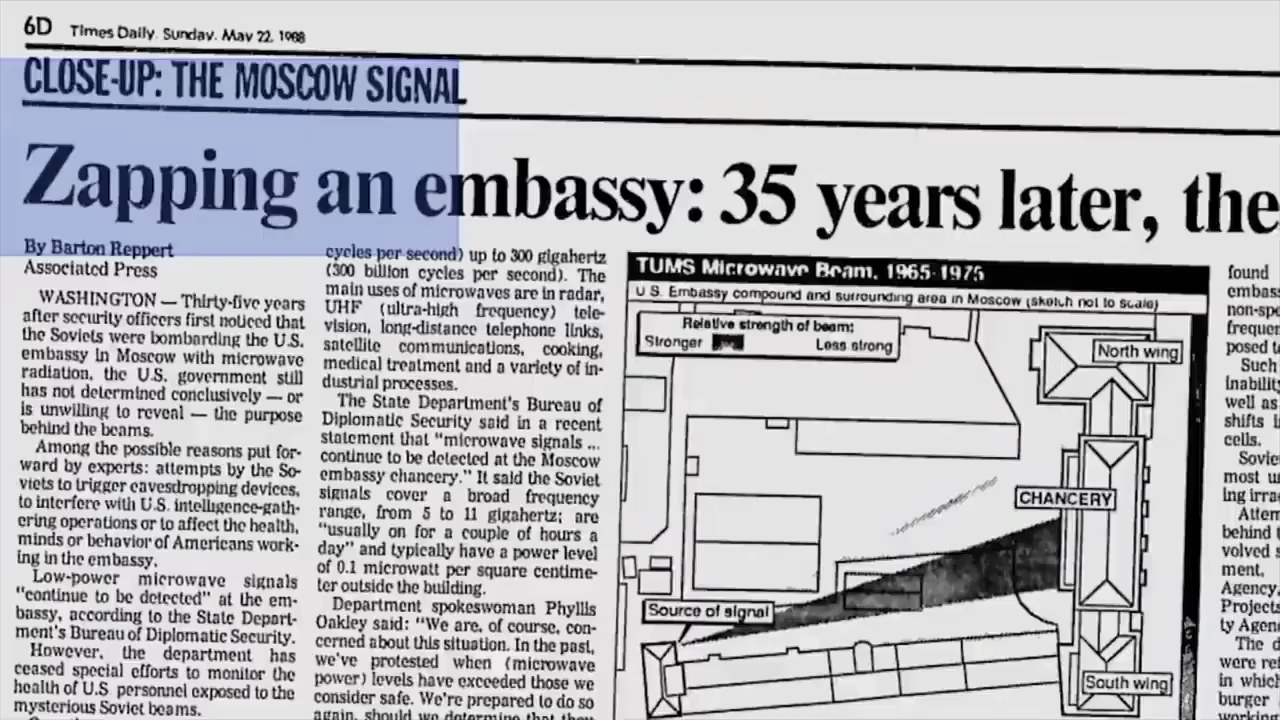 6D Times Daily, Sunday, May 22, 1988
CLOSE-UP: THE MOSCOW SIGNAL
Zapping an embassy: 35 years later, the
By Barton Reppert
Associated Press
WASHINGTON — Thirty-five years
after security officers first noticed that
the Soviets were bombarding the U.S.
embassy in Moscow with microwave
radiation, the U.S. government still
has not determined conclusively — or
is unwilling to reveal — the purpose
behind the beams.
Among the possible reasons put for-
ward by experts: attempts by the So-
viets to trigger eavesdropping devices,
to interfere with U.S. intelligence-gath-
ering operations or to affect the health,
minds or behavior of Americans work-
ing in the embassy.
Low-power microwave signals
"continue to be detected" at the em-
bassy, according to the State Depart-
ment's Bureau of Diplomatic Security.
However, the department has
ceased special efforts to monitor the
health of U.S. personnel exposed to the
mysterious Soviet beams.
cycles per second) up to 300 gigahertz
(300 billion cycles per second). The
main uses of microwaves are in radar,
UHF (ultra-high frequency) tele-
vision, long-distance telephone links,
satellite communications, cooking,
medical treatment and a variety of in-
dustrial processes.
The State Department's Bureau of
Diplomatic Security said in a recent
statement that "microwave signals ...
continue to be detected at the Moscow
embassy chancery." It said the Soviet
signals cover a broad frequency
range, from 5 to 11 gigahertz; are
"usually on for a couple of hours a
day" and typically have a power level
of 0.1 microwatt per square centime-
ter outside the building.
Department spokeswoman Phyllis
Oakley said: "We are, of course, con-
cerned about this situation. In the past,
we've protested when (microwave
power) levels have exceeded those we
consider safe. We're prepared to do so
again, should we determine that they
TUMS Microwave Beam, 1965-1975
U.S. Embassy compound and surrounding area in Moscow (sketch not to scale)
Relative strength of beam:
Stronger Less strong
North wing
CHANCERY
Source of signal
South wing
found
embass
non-spe
frequen
posed to
Such
inability
well as
shifts i
cells.
Sovie
most u
ing irra
Attem
behind t
volved s
ment,
Agency,
Projects
ty Agen
The d
were re
in which
burger
working